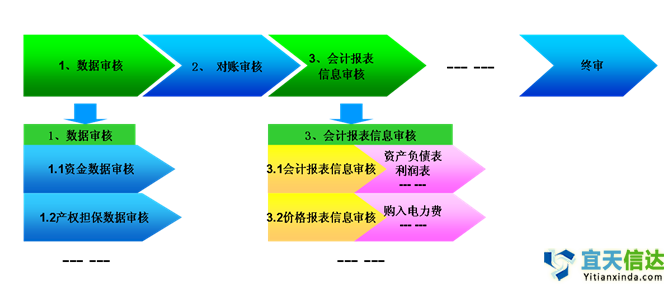 1、数据审核
2、 对账审核
3、会计报表
信息审核
--- ---
终审
1、数据审核
1.1资金数据审核
1.2产权担保数据审核
--- ---
3、会计报表信息审核
3.1会计报表信息审核
资产负债表
利润表
--- ---
3.2价格报表信息审核
购入电力费
--- ---
--- ---
宜天信达
Yitianxinda.com